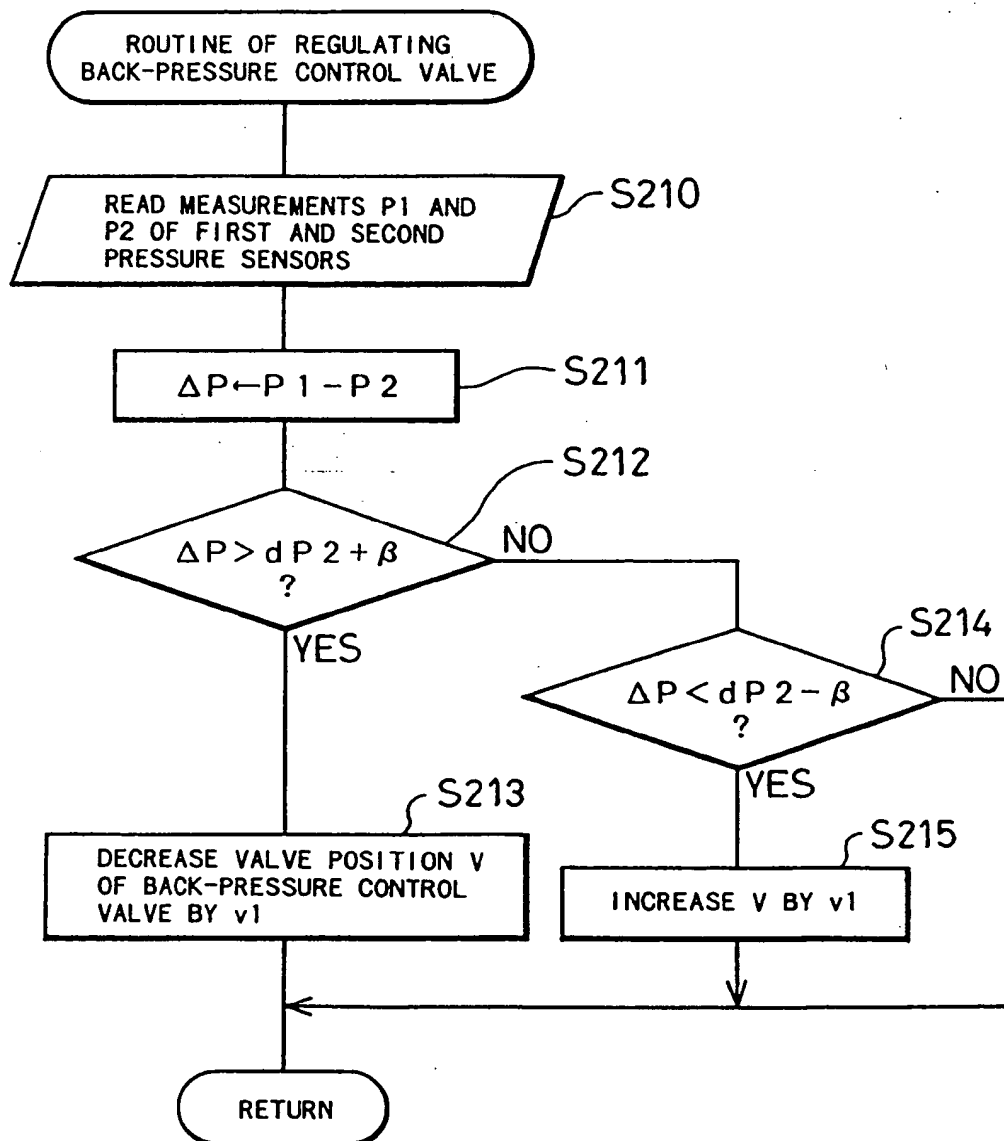 ROUTINE OF REGULATING
BACK-PRESSURE CONTROL VALVE
READ MEASUREMENTS P1 AND
P2 OF FIRST AND SECOND
PRESSURE SENSORS
S210
ΔP←P1-P2
S211
S212
ΔP>dP2+β
?
NO
YES
S214
ΔP<dP2-β
?
NO
YES
S213
DECREASE VALVE POSITION V
OF BACK-PRESSURE CONTROL
VALVE BY v1
S215
INCREASE V BY v1
RETURN